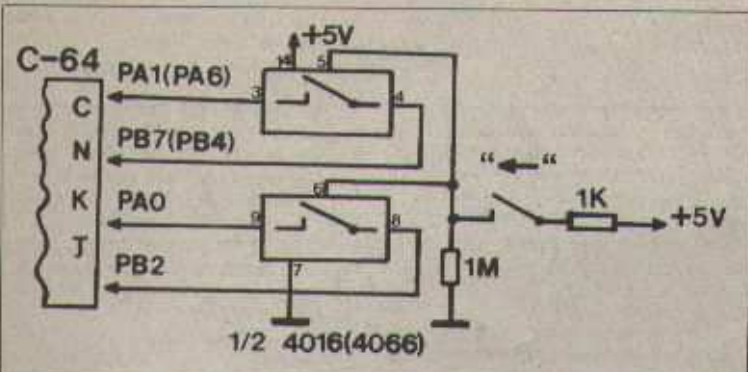 C-64
+5V
14
5
PA1(PA6)
3
4
C
PB7(PB4)
N
6
"←"
1K
+5V
K
PA0
9
8
J
PB2
7
1M
1/2 4016(4066)